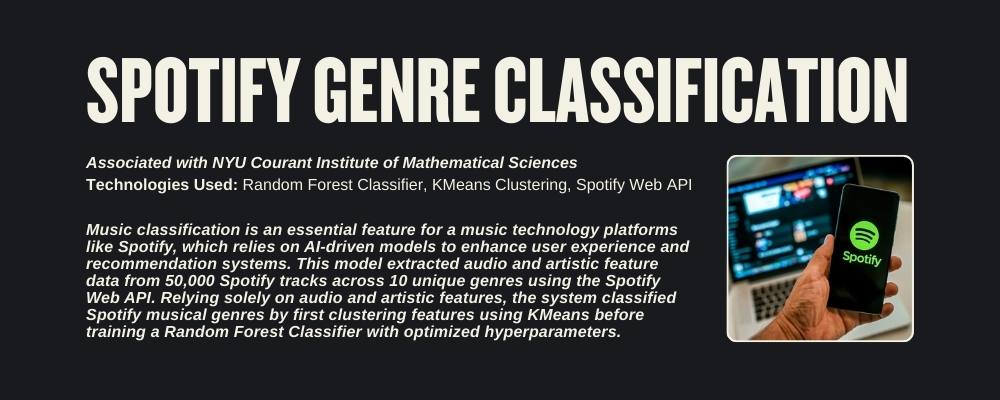 SPOTIFY GENRE CLASSIFICATION
Associated with NYU Courant Institute of Mathematical Sciences
Technologies Used: Random Forest Classifier, KMeans Clustering, Spotify Web API
Music classification is an essential feature for a music technology platforms
like Spotify, which relies on AI-driven models to enhance user experience and
recommendation systems. This model extracted audio and artistic feature
data from 50,000 Spotify tracks across 10 unique genres using the Spotify
Web API. Relying solely on audio and artistic features, the system classified
Spotify musical genres by first clustering features using KMeans before
training a Random Forest Classifier with optimized hyperparameters.
Spotify